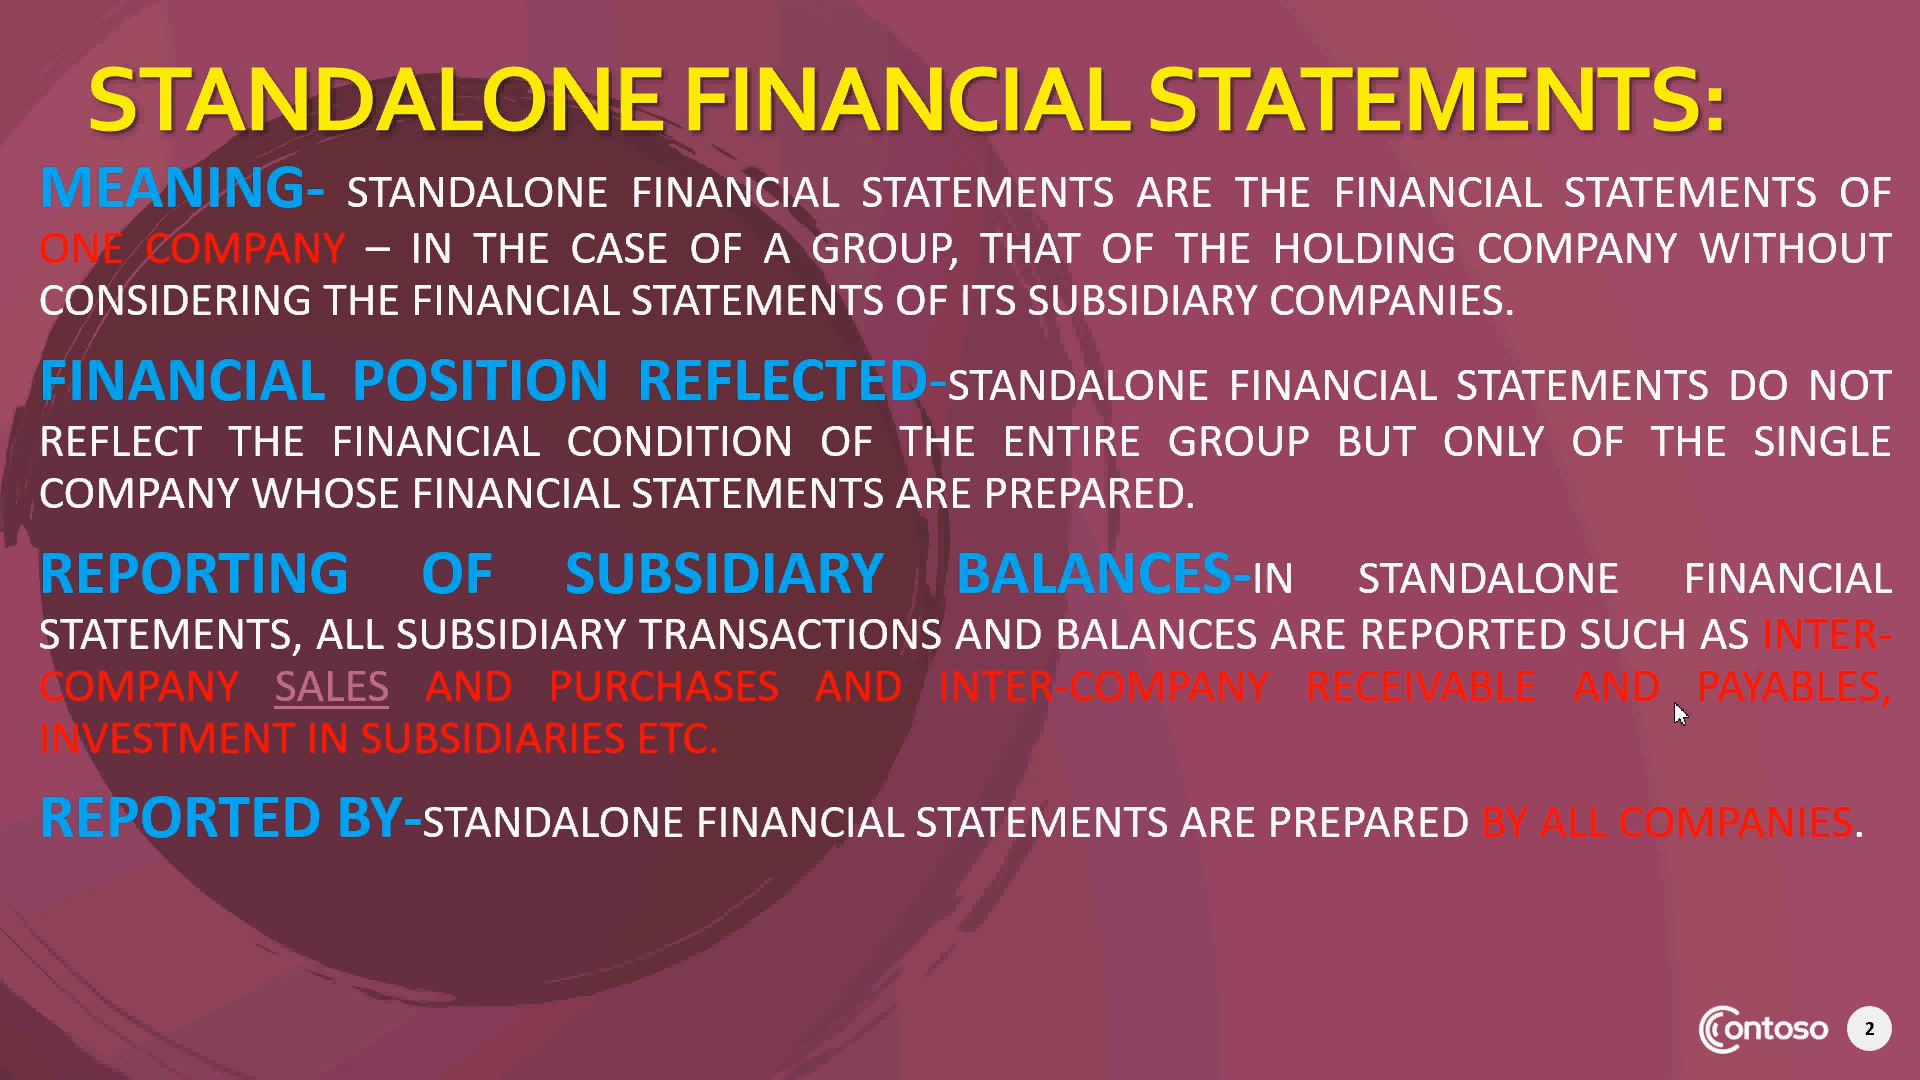 STANDALONE FINANCIAL STATEMENTS:
MEANING- STANDALONE FINANCIAL STATEMENTS ARE THE FINANCIAL STATEMENTS OF
ONE COMPANY – IN THE CASE OF A GROUP, THAT OF THE HOLDING COMPANY WITHOUT
CONSIDERING THE FINANCIAL STATEMENTS OF ITS SUBSIDIARY COMPANIES.
FINANCIAL POSITION REFLECTED-STANDALONE FINANCIAL STATEMENTS DO NOT
REFLECT THE FINANCIAL CONDITION OF THE ENTIRE GROUP BUT ONLY OF THE SINGLE
COMPANY WHOSE FINANCIAL STATEMENTS ARE PREPARED.
REPORTING OF SUBSIDIARY BALANCES-IN STANDALONE FINANCIAL
STATEMENTS, ALL SUBSIDIARY TRANSACTIONS AND BALANCES ARE REPORTED SUCH AS INTER-
COMPANY SALES AND PURCHASES AND INTER-COMPANY RECEIVABLE AND PAYABLES,
INVESTMENT IN SUBSIDIARIES ETC.
REPORTED BY-STANDALONE FINANCIAL STATEMENTS ARE PREPARED BY ALL COMPANIES.
Contoso 2